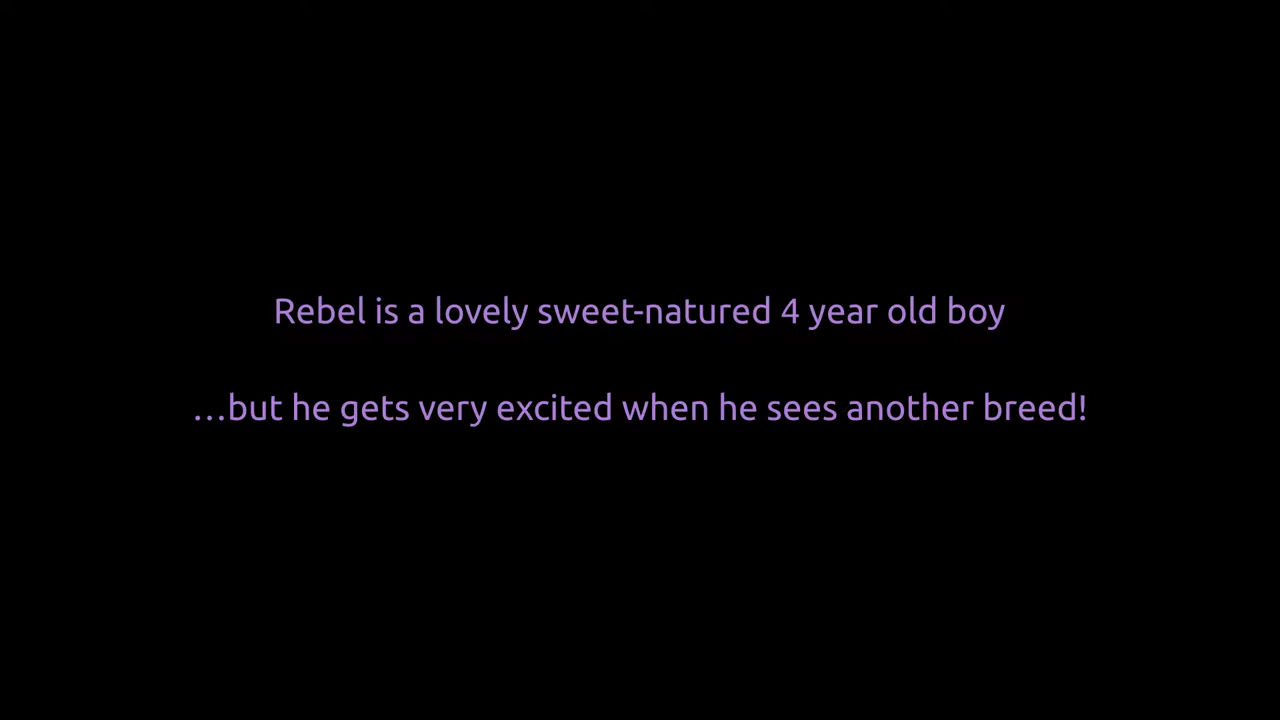 Rebel is a lovely sweet-natured 4 year old boy
…but he gets very excited when he sees another breed!